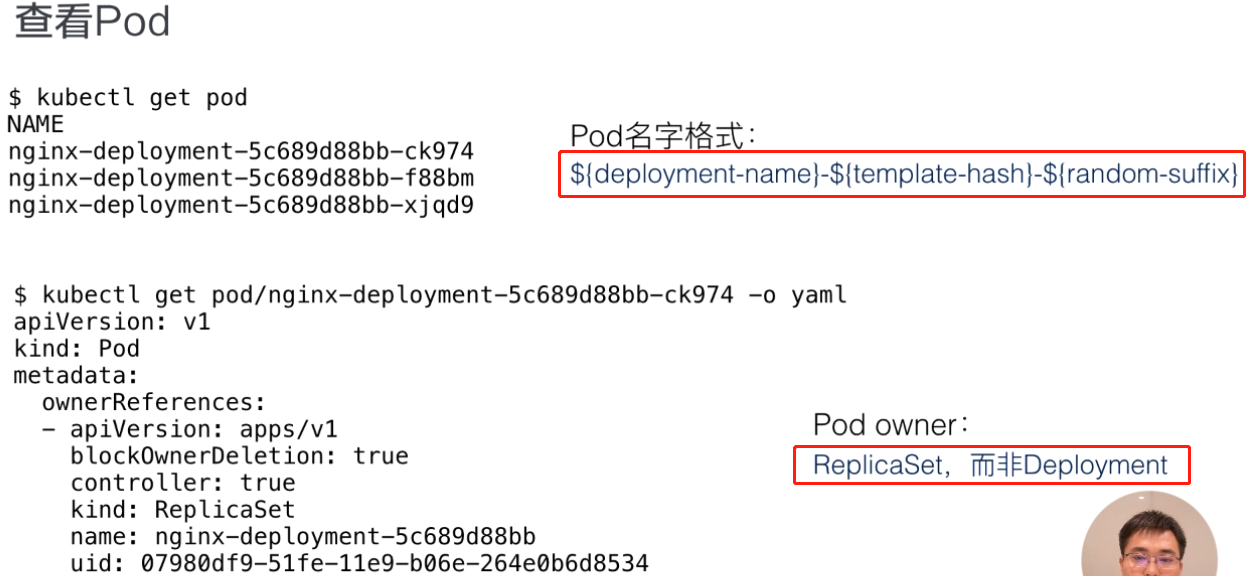 查看Pod
$ kubectl get pod
NAME
nginx-deployment-5c689d88bb-ck974
nginx-deployment-5c689d88bb-f88bm
nginx-deployment-5c689d88bb-xjqd9
Pod名字格式：
${deployment-name}-${template-hash}-${random-suffix}
$ kubectl get pod/nginx-deployment-5c689d88bb-ck974 -o yaml
apiVersion: v1
kind: Pod
metadata:
  ownerReferences:
  - apiVersion: apps/v1
    blockOwnerDeletion: true
    controller: true
    kind: ReplicaSet
    name: nginx-deployment-5c689d88bb
    uid: 07980df9-51fe-11e9-b06e-264e0b6d8534
Pod owner：
ReplicaSet，而非Deployment